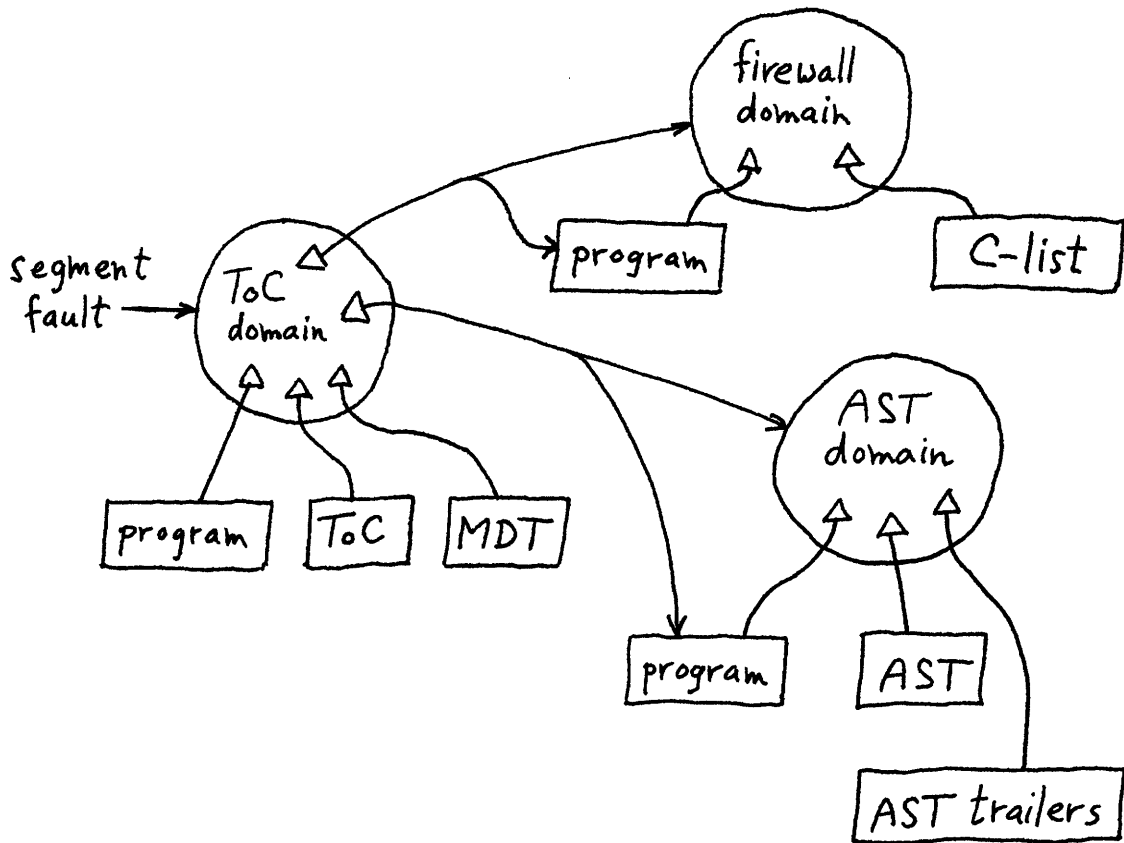 firewall
domain
program
C-list
segment
fault
ToC
domain
program
ToC
MDT
AST
domain
program
AST
AST trailers